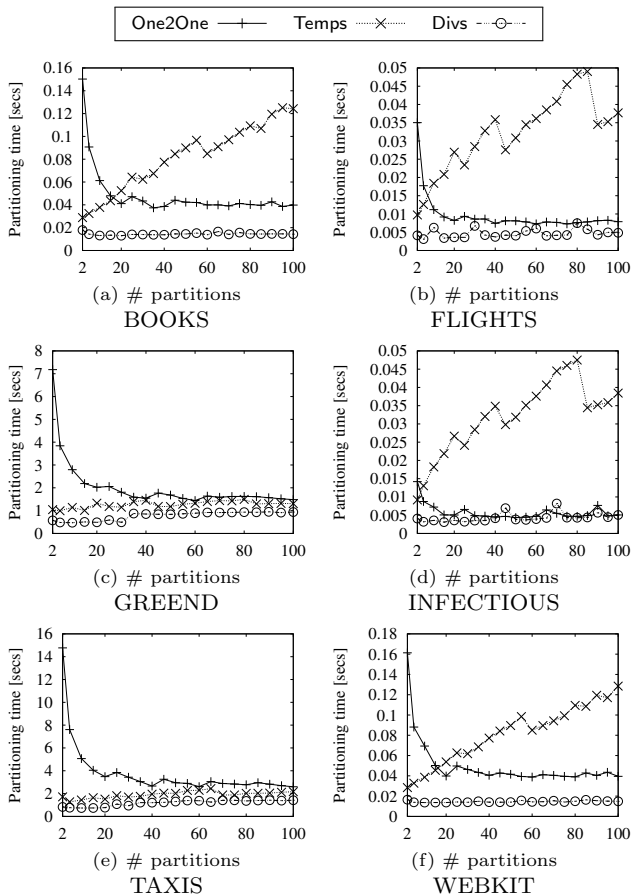 One2One Temps Divs
Partitioning time [secs]
0.16
0.14
0.12
0.1
0.08
0.06
0.04
0.02
0
2 20 40 60 80 100
(a) # partitions
BOOKS
Partitioning time [secs]
0.05
0.045
0.04
0.035
0.03
0.025
0.02
0.015
0.01
0.005
0
2 20 40 60 80 100
(b) # partitions
FLIGHTS
Partitioning time [secs]
8
7
6
5
4
3
2
1
0
2 20 40 60 80 100
(c) # partitions
GREEND
Partitioning time [secs]
0.05
0.045
0.04
0.035
0.03
0.025
0.02
0.015
0.01
0.005
0
2 20 40 60 80 100
(d) # partitions
INFECTIOUS
Partitioning time [secs]
16
14
12
10
8
6
4
2
0
2 20 40 60 80 100
(e) # partitions
TAXIS
Partitioning time [secs]
0.18
0.16
0.14
0.12
0.1
0.08
0.06
0.04
0.02
0
2 20 40 60 80 100
(f) # partitions
WEBKIT